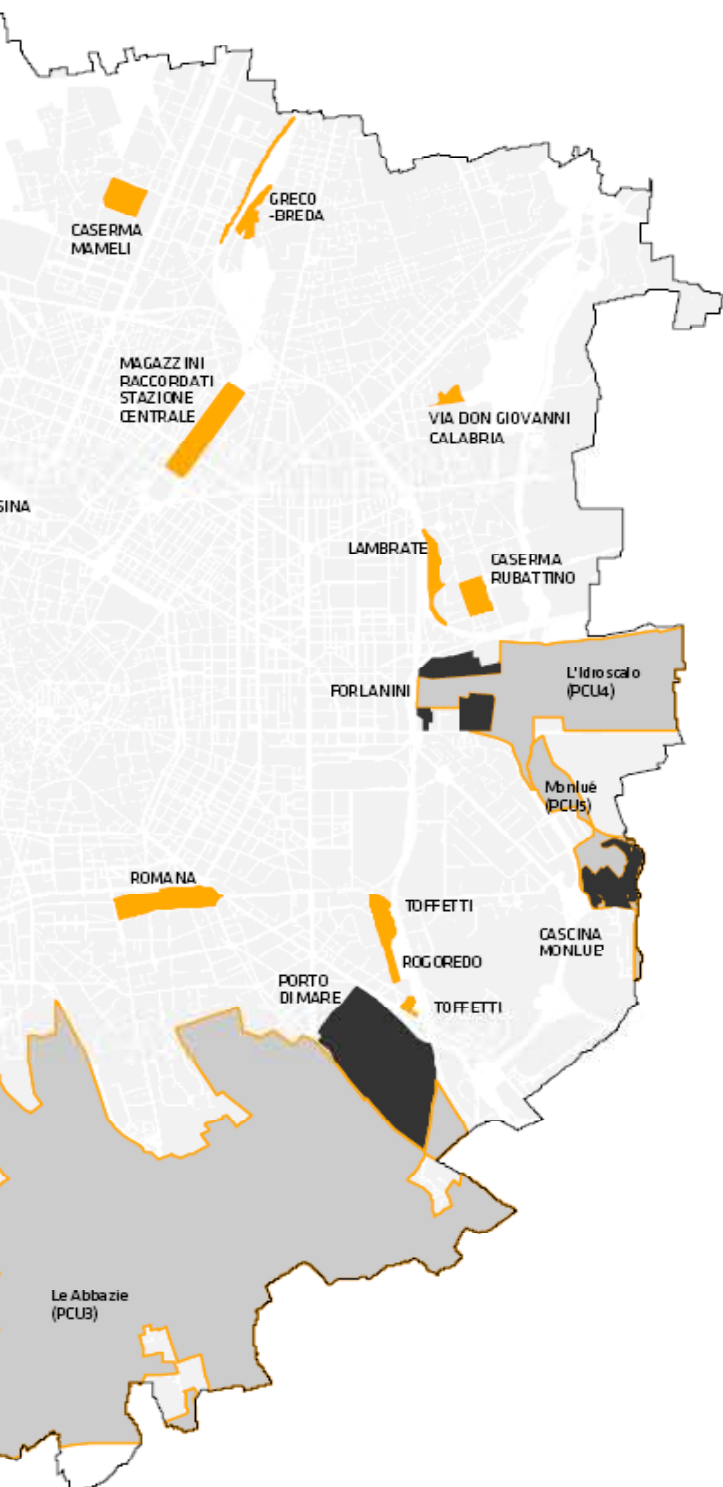 GRECO
-BREDA
CASERMA
MAMELI
MAGAZZINI
RACCORDATI
STAZIONE
CENTRALE
VIA DON GIOVANNI
CALABRIA
SINA
LAMBRATE
CASERMA
RUBATTINO
FORLANINI
L'Idroscalo
(PCU4)
Monlué
(PCU5)
ROMANA
TOFFETTI
CASCINA
MONLUE'
ROGOREDO
PORTO
DI MARE
TOFFETTI
Le Abbazie
(PCU3)